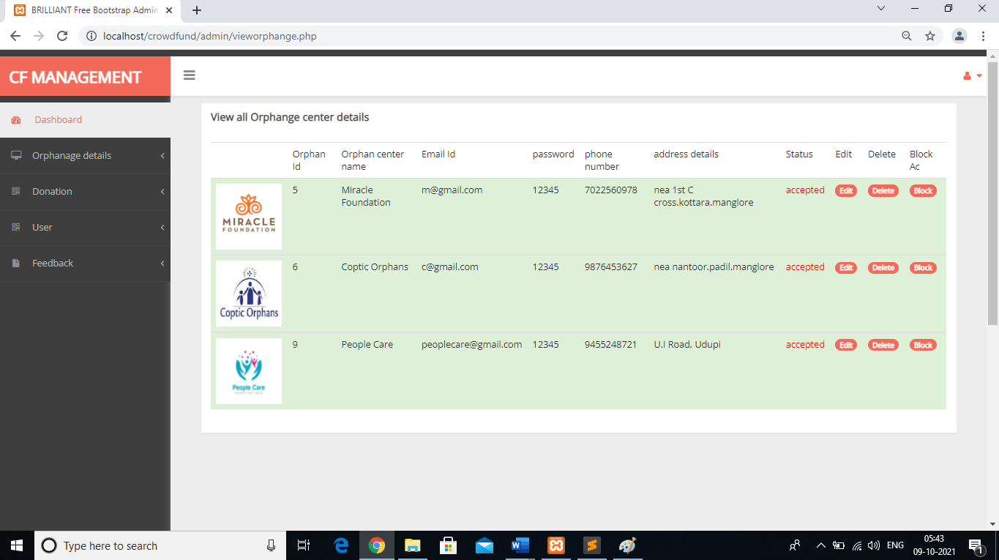 BRILLIANT Free Bootstrap Admin
localhost/crowdfund/admin/vieworphange.php
CF MANAGEMENT
Dashboard
Orphanage details
Donation
User
Feedback
View all Orphange center details
Orphan Id
Orphan center name
Email Id
password
phone number
address details
Status
Edit
Delete
Block Ac
MIRACLE
FOUNDATION
5
Miracle
Foundation
m@gmail.com
12345
7022560978
nea 1st C
cross.kottara.manglore
accepted
Edit
Delete
Block
Coptic Orphans
6
Coptic Orphans
c@gmail.com
12345
9876453627
nea nantoor.padil.manglore
accepted
Edit
Delete
Block
People Care
9
People Care
peoplecare@gmail.com
12345
9455248721
U.I Road, Udupi
accepted
Edit
Delete
Block
Type here to search
ENG
05:43
09-10-2021
1